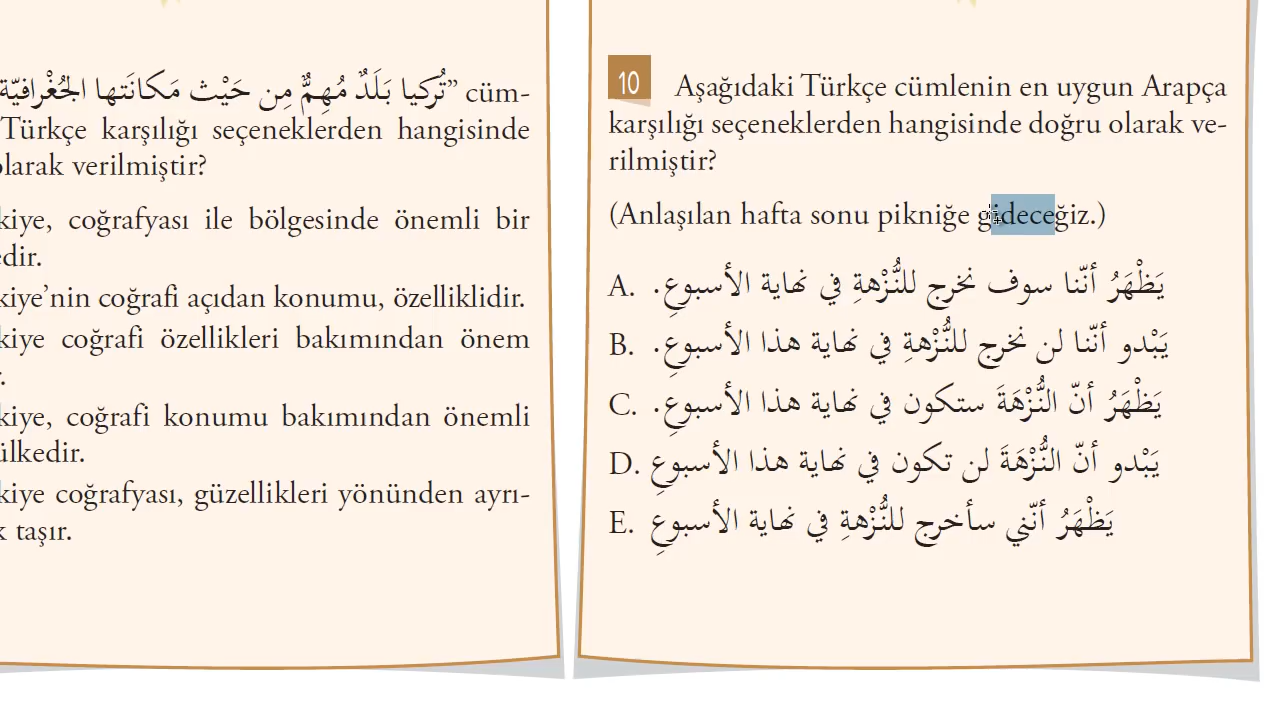 ”تُركيا بَلَدٌ مُهِمٌّ مِن حَيْث مَكانَتها الجُغْرافيّة cüm-
Türkçe karşılığı seçeneklerden hangisinde
olarak verilmiştir?
kiye, coğrafyası ile bölgesinde önemli bir
edir.
kiye’nin coğrafi açıdan konumu, özelliklidir.
kiye coğrafi özellikleri bakımından önem
r.
kiye, coğrafi konumu bakımından önemli
ülkedir.
kiye coğrafyası, güzellikleri yönünden ayrı-
k taşır.
10 Aşağıdaki Türkçe cümlenin en uygun Arapça
karşılığı seçeneklerden hangisinde doğru olarak ve-
rilmiştir?
(Anlaşılan hafta sonu pikniğe gideceğiz.)
A. يَظْهَرُ أنّنا سوف نخرج للنُّزْهةِ في نهاية الأسبوعِ.
B. يَبْدو أنّنا لن نخرج للنُّزْهةِ في نهاية هذا الأسبوعِ.
C. يَظْهَرُ أنّ النُّزْهَةَ ستكون في نهاية هذا الأسبوعِ.
D. يَبْدو أنّ النُّزْهَةَ لن تكون في نهاية هذا الأسبوعِ
E. يَظْهَرُ أنّني سأخرج للنُّزْهةِ في نهاية الأسبوعِ